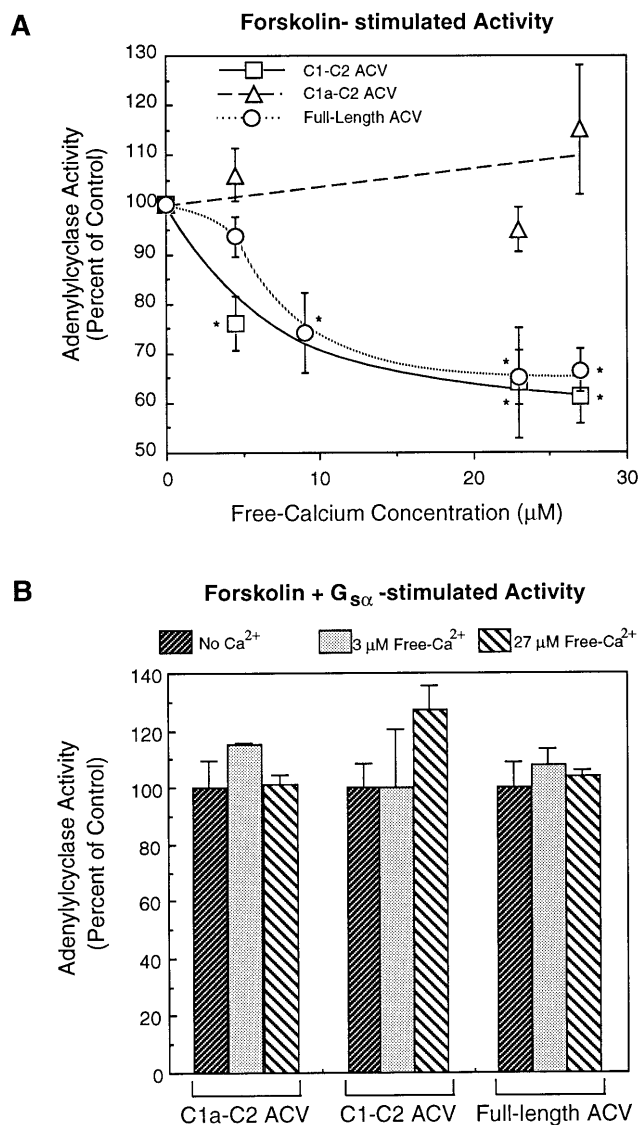 A
Forskolin- stimulated Activity
C1-C2 ACV
C1a-C2 ACV
Full-Length ACV
Adenylylcyclase Activity
(Percent of Control)
130
120
110
100
90
80
70
60
50
*
*
*
*
*
*
0
10
20
30
Free-Calcium Concentration (μM)
B
Forskolin + Gsα -stimulated Activity
No Ca2+
3 μM Free-Ca2+
27 μM Free-Ca2+
Adenylylcyclase Activity
(Percent of Control)
140
120
100
80
60
40
20
0
C1a-C2 ACV
C1-C2 ACV
Full-length ACV